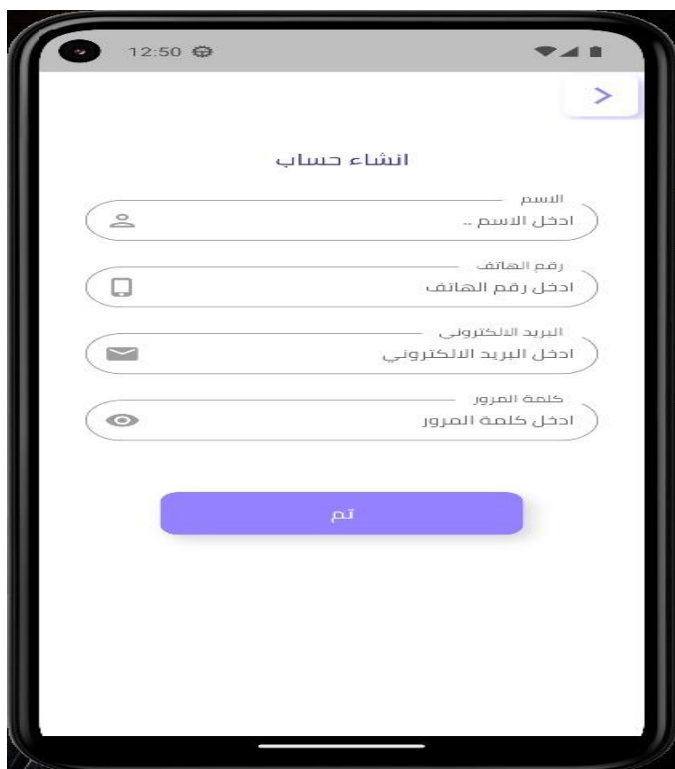 12:50
انشاء حساب
الاسم
ادخل الاسم ..
رقم الهاتف
ادخل رقم الهاتف
البريد الالكتروني
ادخل البريد الالكتروني
كلمة المرور
ادخل كلمة المرور
تم